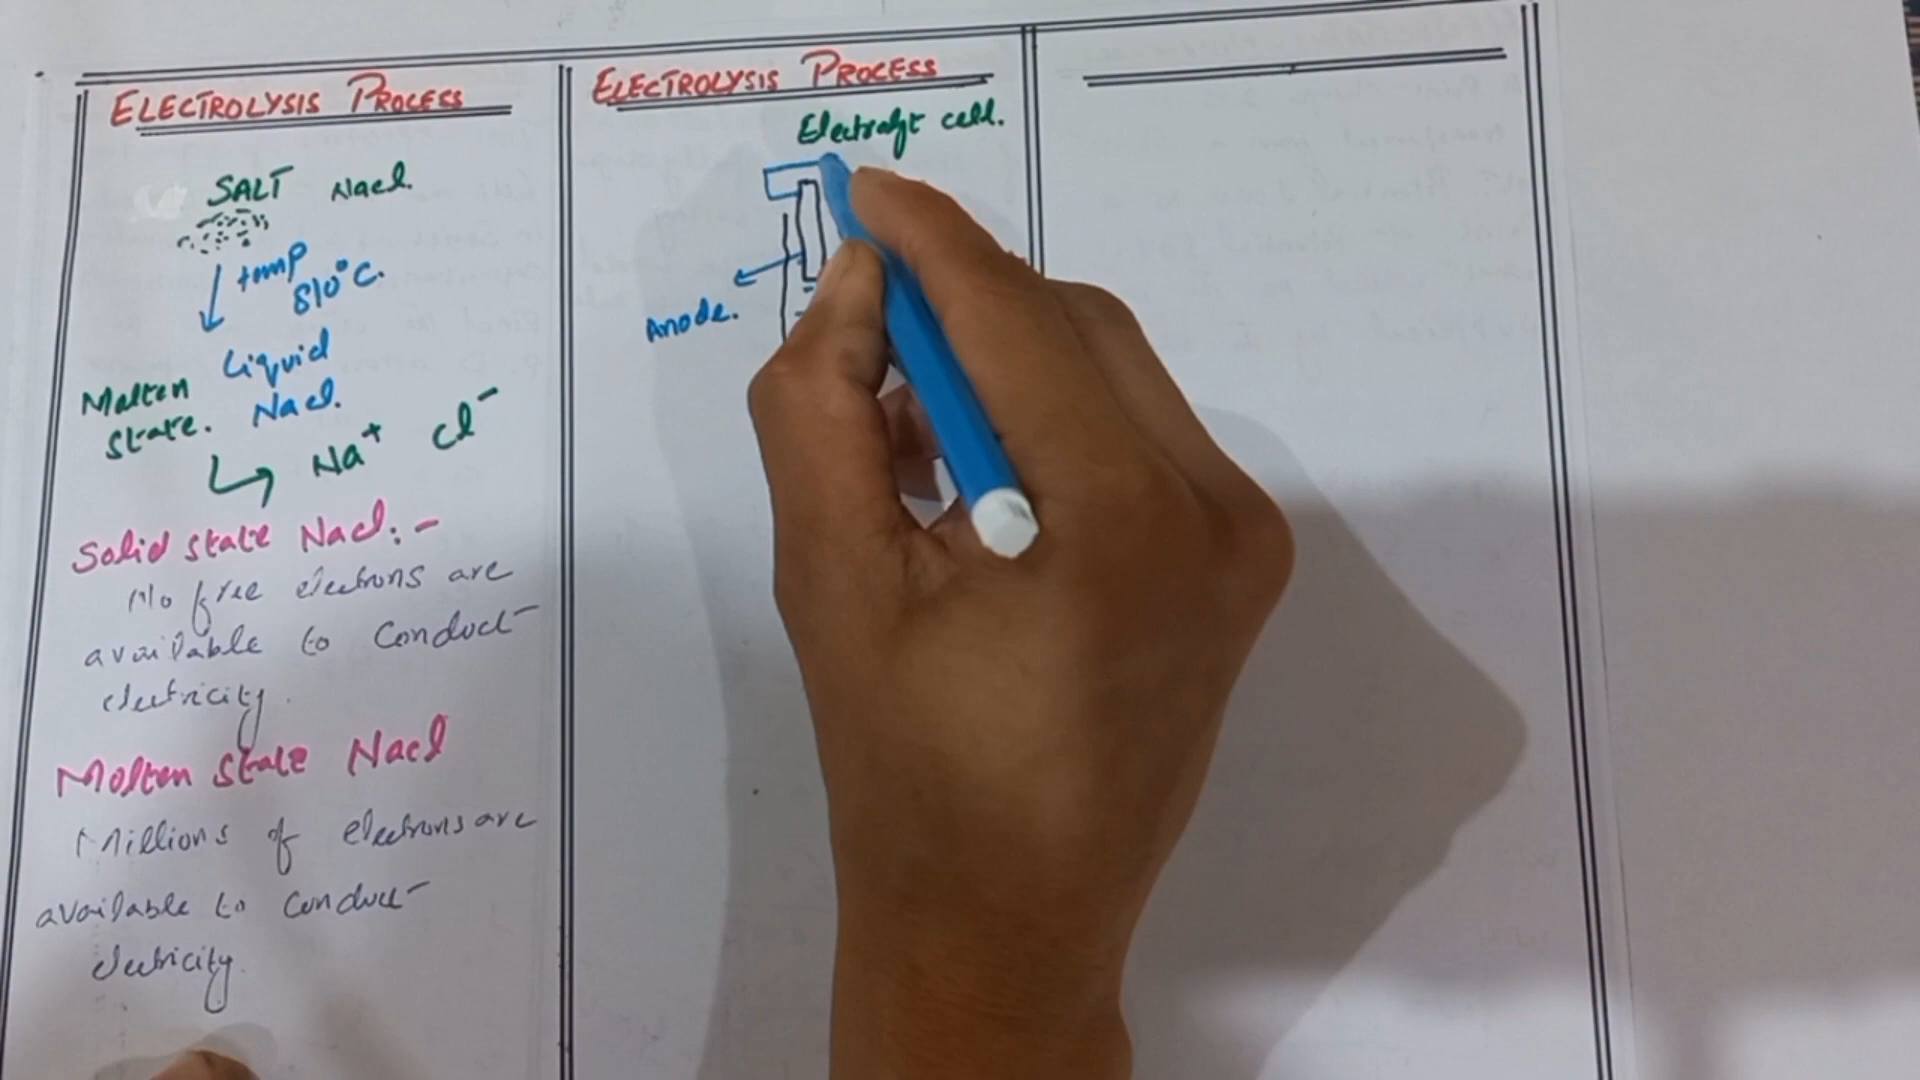 ELECTROLYSIS PROCESS
SALT Nacl.
temp
810°C.
Liquid
Nacl.
Molten
state.
Na+ cl-
Solid state Nacl:-
No free electrons are
available to conduct
electricity.
Molten state Nacl
Millions of electrons are
available to conduct
electricity.
ELECTROLYSIS PROCESS
cell.
Anode.